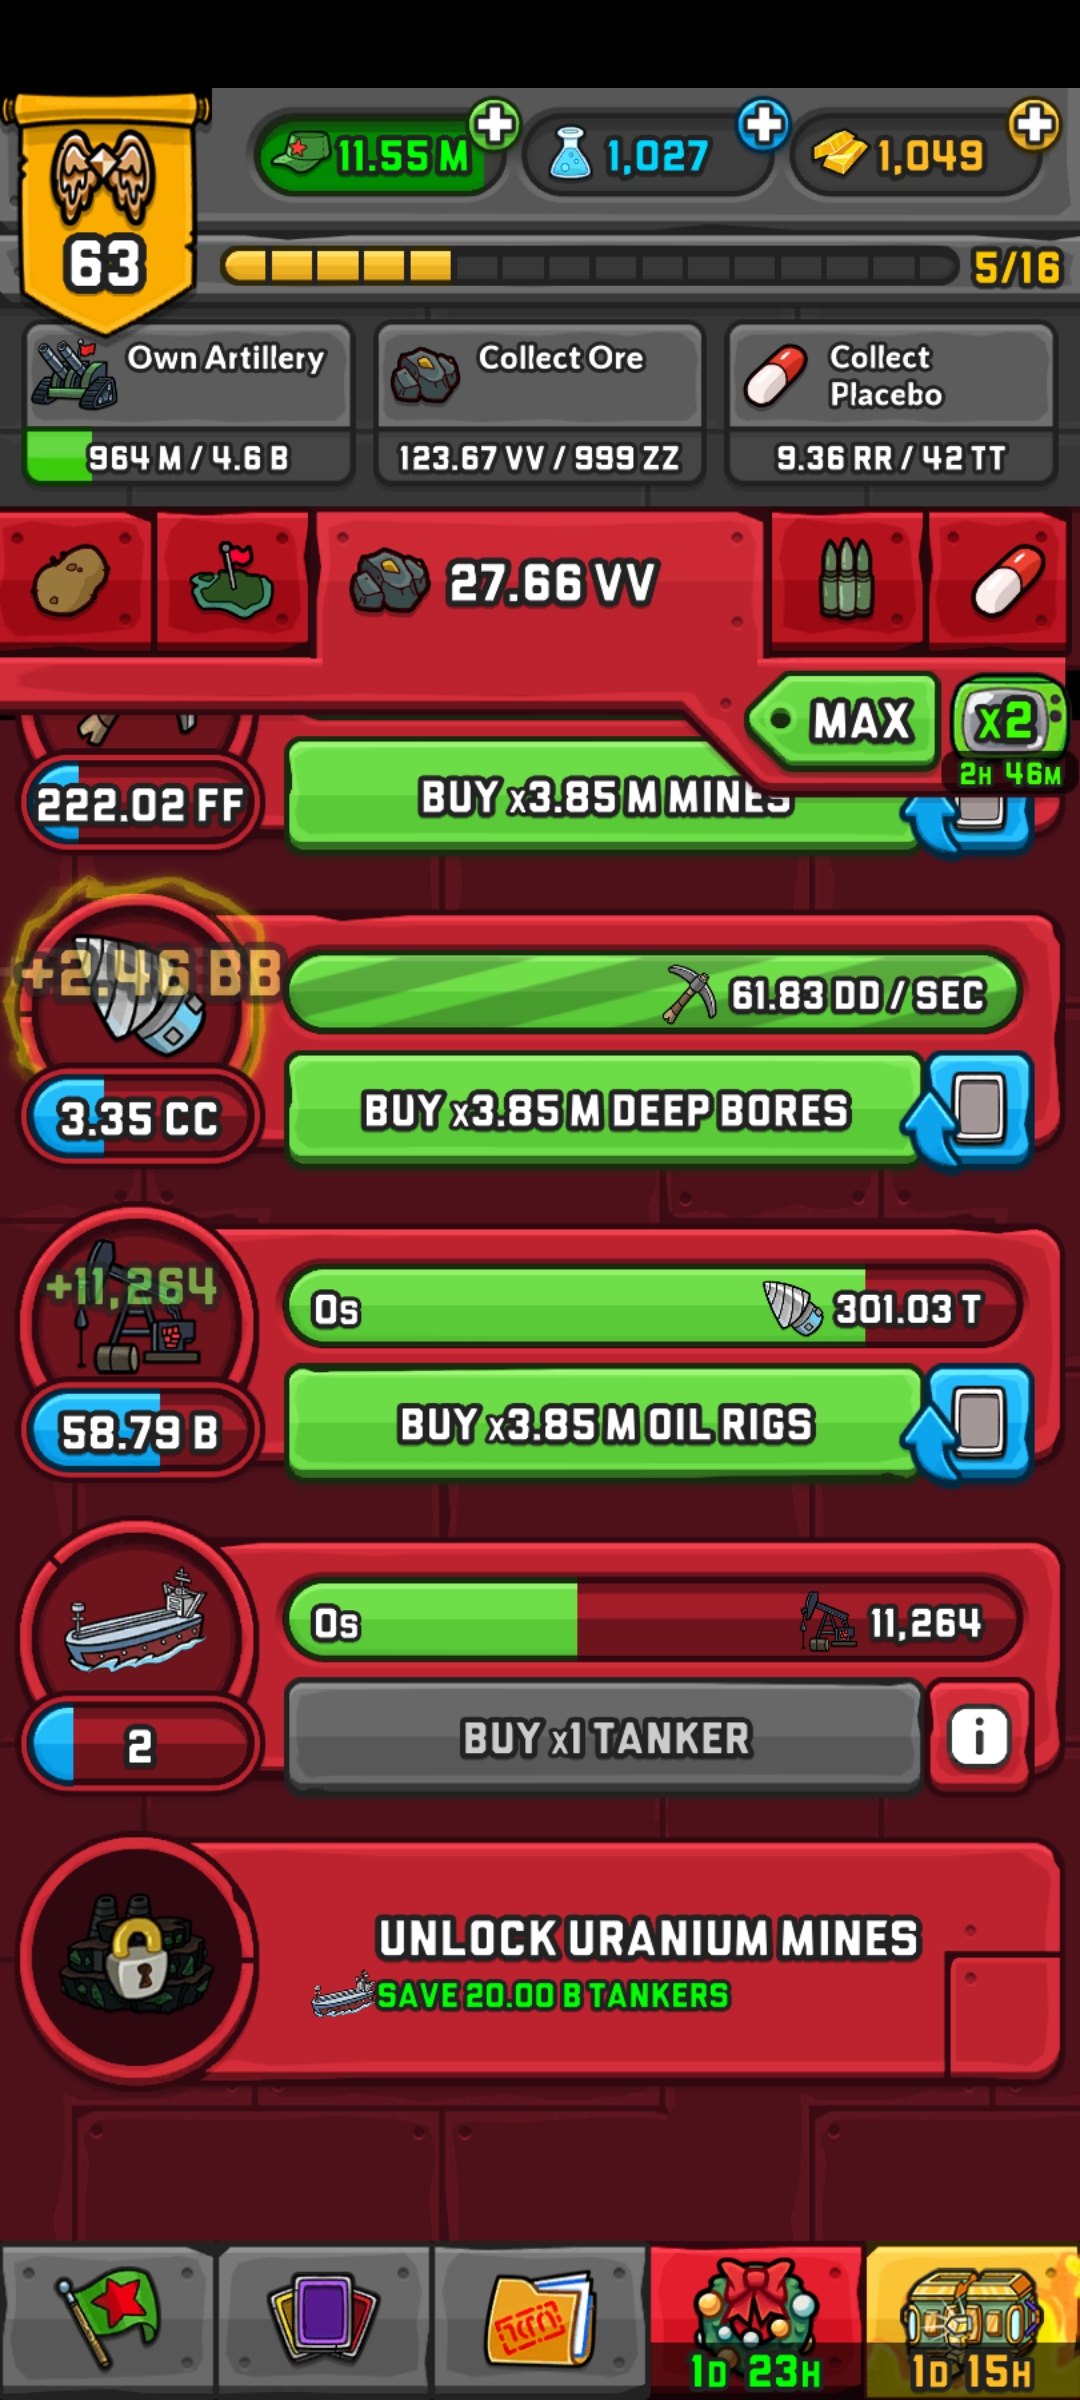 11.55 M
1,027
1,049
63
5/16
Own Artillery
964 M / 4.6 B
Collect Ore
123.67 VV / 999 ZZ
Collect
Placebo
9.36 RR / 42 TT
27.66 VV
MAX
x2
2H 46M
222.02 FF
BUY x3.85 M MINES
+2.46 BB
61.83 DD / SEC
3.35 CC
BUY x3.85 M DEEP BORES
+11,264
0s
301.03 T
58.79 B
BUY x3.85 M OIL RIGS
0s
11,264
2
BUY x1 TANKER
i
UNLOCK URANIUM MINES
SAVE 20.00 B TANKERS
1D 23H
1D 15H